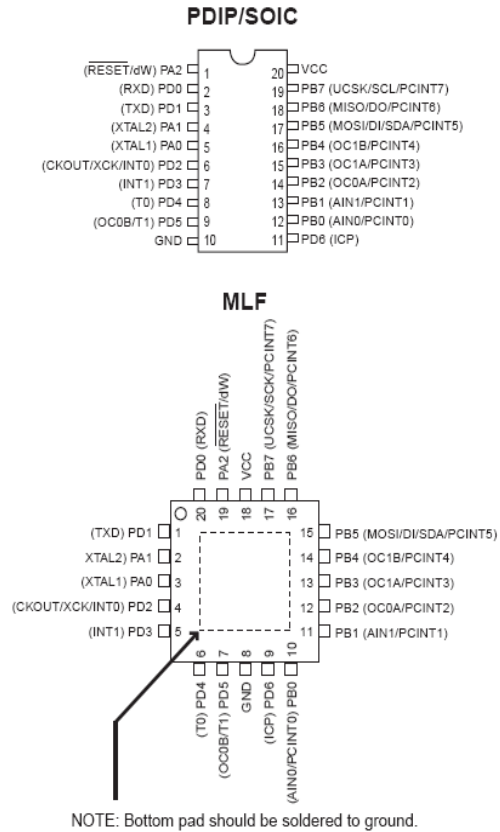 PDIP/SOIC
(RESET/dW) PA2 1
(RXD) PD0 2
(TXD) PD1 3
(XTAL2) PA1 4
(XTAL1) PA0 5
(CKOUT/XCK/INT0) PD2 6
(INT1) PD3 7
(T0) PD4 8
(OC0B/T1) PD5 9
GND 10
20 VCC
19 PB7 (UCSK/SCL/PCINT7)
18 PB6 (MISO/DO/PCINT6)
17 PB5 (MOSI/DI/SDA/PCINT5)
16 PB4 (OC1B/PCINT4)
15 PB3 (OC1A/PCINT3)
14 PB2 (OC0A/PCINT2)
13 PB1 (AIN1/PCINT1)
12 PB0 (AIN0/PCINT0)
11 PD6 (ICP)
MLF
PD0 (RXD)
PA2 (RESET/dW)
VCC
PB7 (UCSK/SCK/PCINT7)
PB6 (MISO/DO/PCINT6)
20 19 18 17 16
(TXD) PD1 1
XTAL2) PA1 2
(XTAL1) PA0 3
(CKOUT/XCK/INT0) PD2 4
(INT1) PD3 5
15 PB5 (MOSI/DI/SDA/PCINT5)
14 PB4 (OC1B/PCINT4)
13 PB3 (OC1A/PCINT3)
12 PB2 (OC0A/PCINT2)
11 PB1 (AIN1/PCINT1)
6 7 8 9 10
(T0) PD4
(OC0B/T1) PD5
GND
(ICP) PD6
(AIN0/PCINT0) PB0
NOTE: Bottom pad should be soldered to ground.